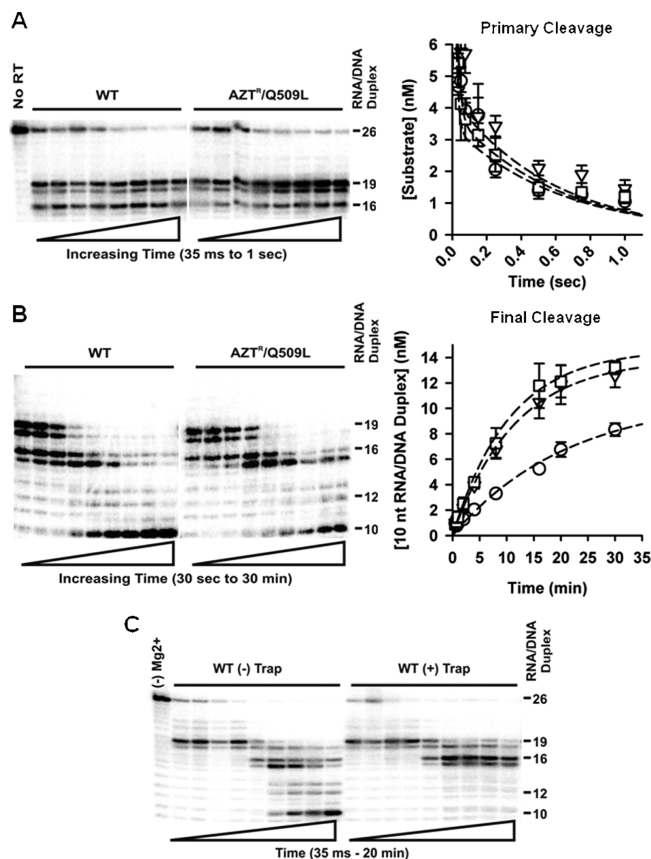 A
No RT
WT
AZTᴿ/Q509L
RNA/DNA
Duplex
26
19
16
Increasing Time (35 ms to 1 sec)
Primary Cleavage
[Substrate] (nM)
6
5
4
3
2
1
0
0.0
0.2
0.4
0.6
0.8
1.0
Time (sec)
B
WT
AZTᴿ/Q509L
RNA/DNA
Duplex
19
16
12
10
Increasing Time (30 sec to 30 min)
Final Cleavage
[10 nt RNA/DNA Duplex] (nM)
14
12
10
8
6
4
2
0
0 5 10 15 20 25 30 35
Time (min)
C
(-) Mg2+
WT (-) Trap
WT (+) Trap
RNA/DNA
Duplex
26
19
16
12
10
Time (35 ms - 20 min)